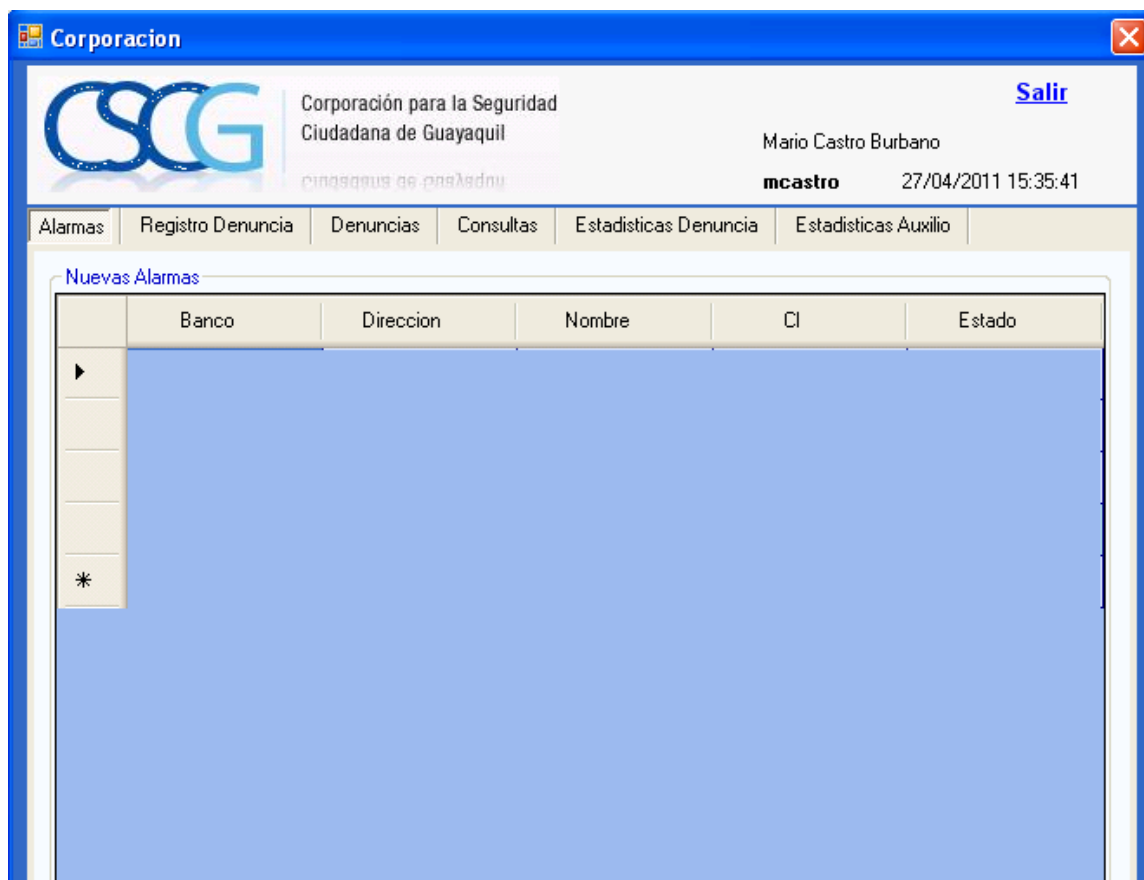 Corporacion
CSCG
Corporación para la Seguridad
Ciudadana de Guayaquil
Salir
Mario Castro Burbano
mcastro 27/04/2011 15:35:41
Alarmas Registro Denuncia Denuncias Consultas Estadisticas Denuncia Estadisticas Auxilio
Nuevas Alarmas
Banco Direccion Nombre CI Estado